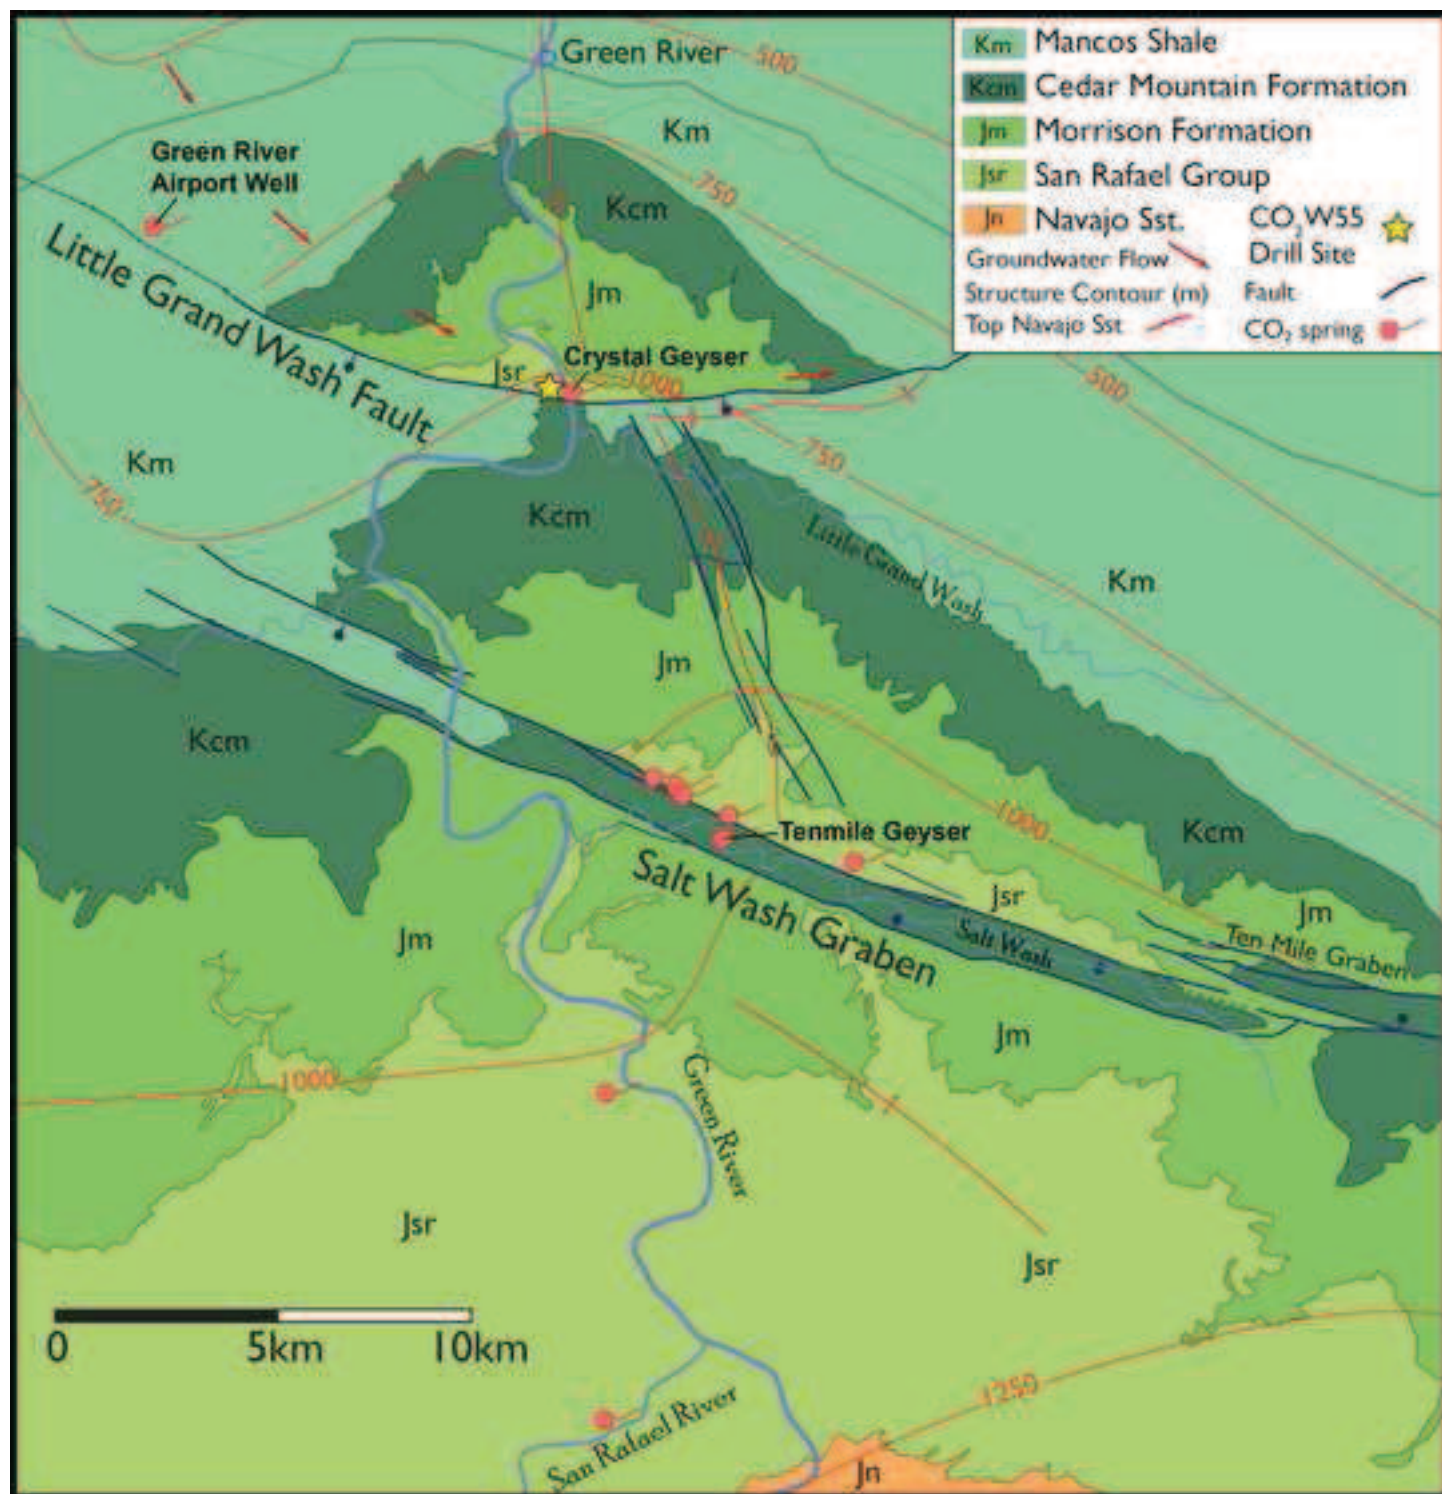 Green River
500
Km Mancos Shale
Kcm Cedar Mountain Formation
Jm Morrison Formation
Jsr San Rafael Group
Jn Navajo Sst.
CO₂W55
Drill Site
Groundwater Flow
Structure Contour (m)
Top Navajo Sst
Fault
CO₂ spring
Km
Green River
Airport Well
750
Kcm
Little Grand Wash Fault
Jm
Crystal Geyser
Jsr
1000
500
Km
750
750
Kcm
Little Grand Wash
Km
Jm
Kcm
1000
Kcm
Tenmile Geyser
Salt Wash Graben
Jsr
Jm
Salt Wash
Ten Mile Graben
Jm
Jm
1000
Green River
Jsr
Jsr
0 5km 10km
1250
San Rafael River
Jn